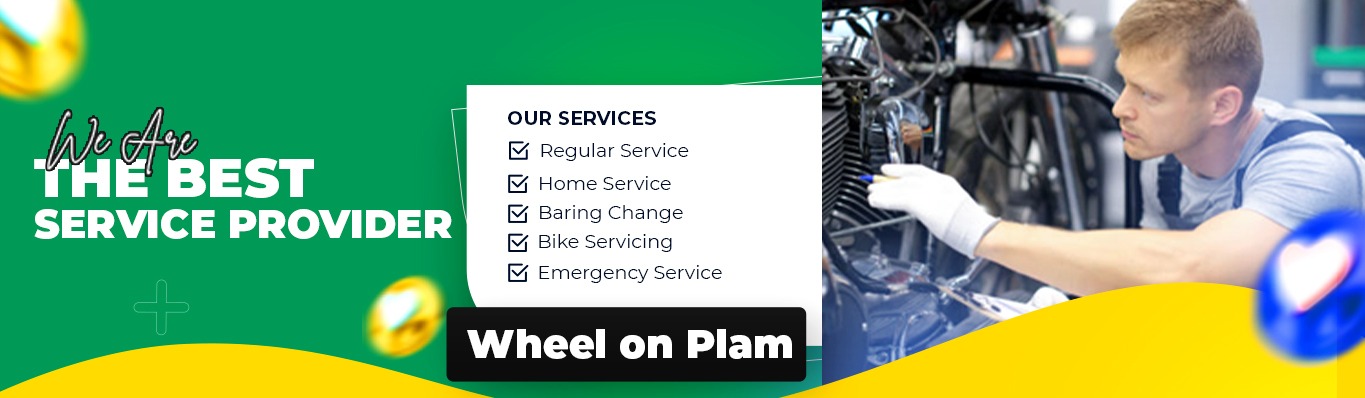 We Are
THE BEST
SERVICE PROVIDER
OUR SERVICES
Regular Service
Home Service
Baring Change
Bike Servicing
Emergency Service
Wheel on Plam